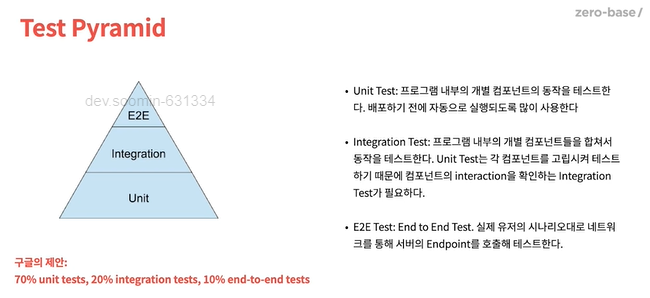 zero-base/
Test Pyramid
dev.soomin-631334
E2E
Integration
Unit
• Unit Test: 프로그램 내부의 개별 컴포넌트의 동작을 테스트한
다. 배포하기 전에 자동으로 실행되도록 많이 사용한다
• Integration Test: 프로그램 내부의 개별 컴포넌트들을 합쳐서
동작을 테스트한다. Unit Test는 각 컴포넌트를 고립시켜 테스트
하기 때문에 컴포넌트의 interaction을 확인하는 Integration
Test가 필요하다.
• E2E Test: End to End Test. 실제 유저의 시나리오대로 네트워
크를 통해 서버의 Endpoint를 호출해 테스트한다.
구글의 제안:
70% unit tests, 20% integration tests, 10% end-to-end tests